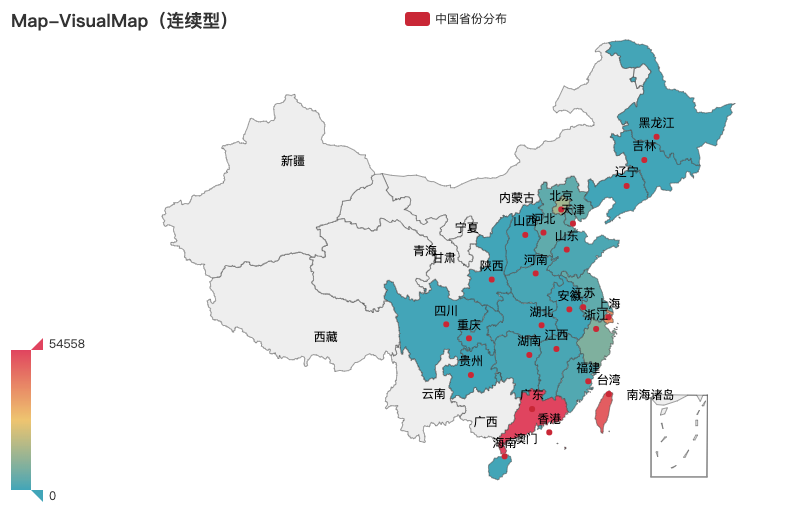 Map-VisualMap（连续型）
中国省份分布
黑龙江
吉林
新疆
辽宁
内蒙古
北京
天津
宁夏
山西
河北
山东
青海
甘肃
陕西
河南
安徽
江苏
上海
四川
重庆
湖北
浙江
西藏
湖南
江西
贵州
福建
台湾
云南
广东
南海诸岛
广西
香港
海南
澳门
54558
0